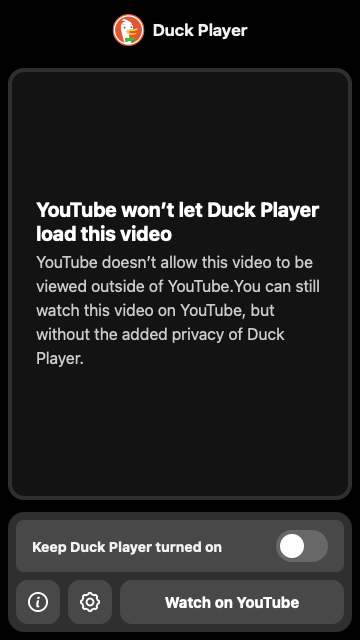 Duck Player
YouTube won’t let Duck Player
load this video
YouTube doesn’t allow this video to be
viewed outside of YouTube.You can still
watch this video on YouTube, but
without the added privacy of Duck
Player.
Keep Duck Player turned on
Watch on YouTube